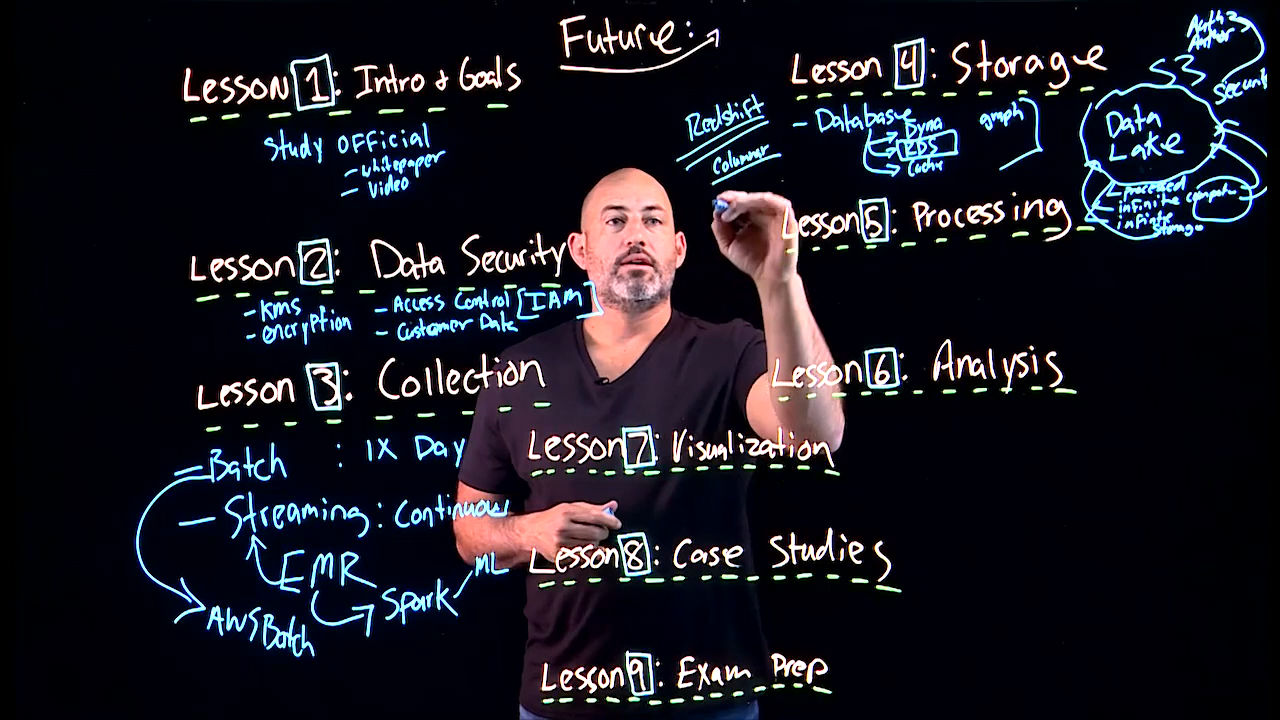 Future:
Lesson 1: Intro & Goals
Study Official
- whitepaper
- Video
Lesson 2: Data Security
- KMS
- encryption
- Access Control [IAM]
- Customer Data
Lesson 3: Collection
- Batch : 1X Day
- Streaming : Continuous
EMR
Spark
ML
AWS Batch
Lesson 4: Storage
- Database
Dyna
RDS
Cache
graph
Redshift
Columnar
S3
Data
Lake
Security
- processed
- infinite compute
- infinite
Storage
Lesson 5: Processing
Lesson 6: Analysis
Lesson 7: Visualization
Lesson 8: Case Studies
Lesson 9: Exam Prep